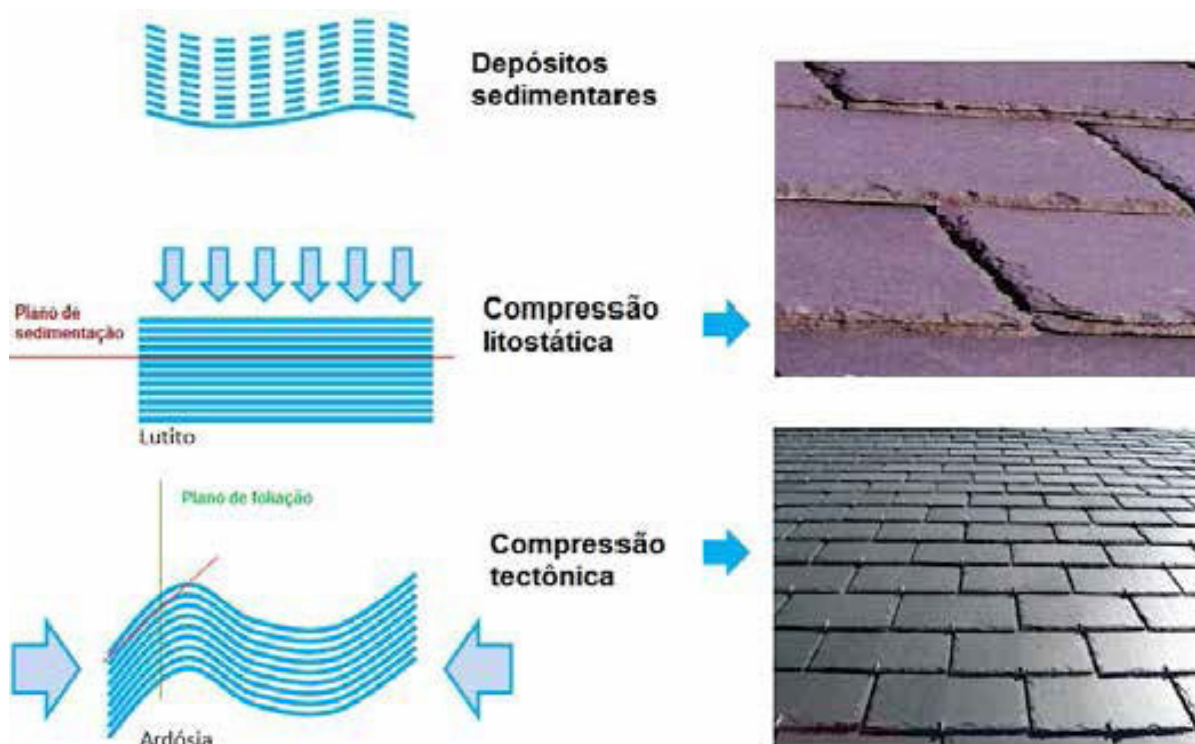 Depósitos
sedimentares
Plano de
sedimentação
Compressão
litostática
Lutito
Plano de foliação
Compressão
tectônica
Ardósia